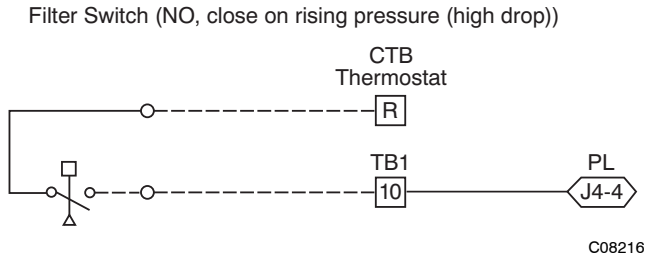 Filter Switch (NO, close on rising pressure (high drop))
CTB
Thermostat
R
TB1
PL
10
J4-4
C08216